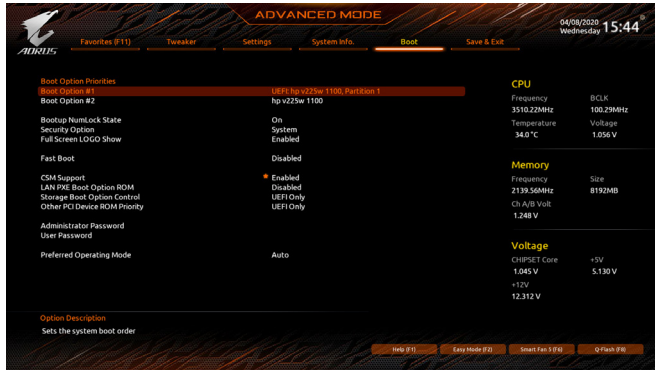 ADVANCED MODE
04/08/2020
Wednesday 15:44
AORUS
Favorites (F11) Tweaker Settings System Info. Boot Save & Exit
Boot Option Priorities
Boot Option #1 UEFI: hp v225w 1100, Partition 1
Boot Option #2 hp v225w 1100
Bootup NumLock State On
Security Option System
Full Screen LOGO Show Enabled
Fast Boot Disabled
CSM Support * Enabled
LAN PXE Boot Option ROM Disabled
Storage Boot Option Control UEFI Only
Other PCI Device ROM Priority UEFI Only
Administrator Password
User Password
Preferred Operating Mode Auto
CPU
Frequency BCLK
3510.22MHz 100.29MHz
Temperature Voltage
34.0 °C 1.056 V
Memory
Frequency Size
2139.56MHz 8192MB
Ch A/B Volt
1.248 V
Voltage
CHIPSET Core +5V
1.045 V 5.130 V
+12V
12.312 V
Option Description
Sets the system boot order
Help (F1) Easy Mode (F2) Smart Fan 5 (F6) Q-Flash (F8)